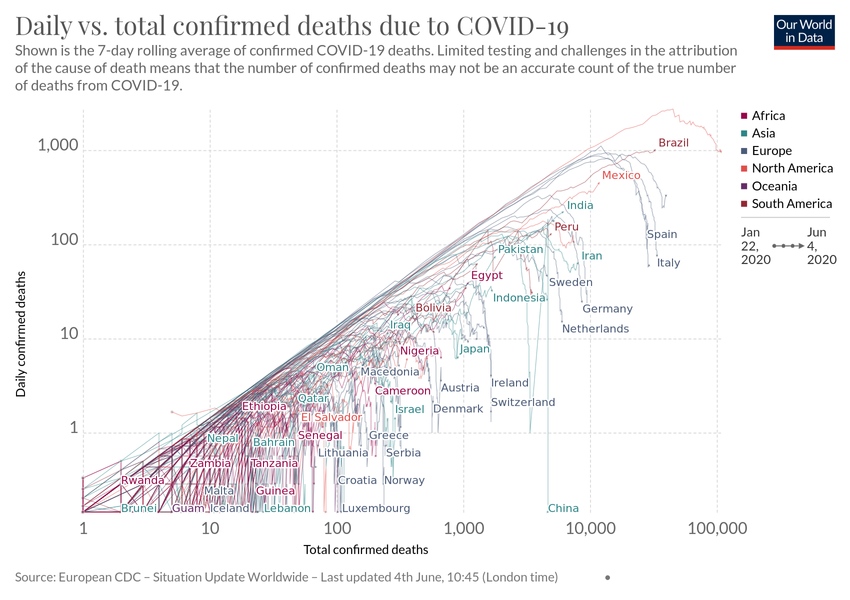 Daily vs. total confirmed deaths due to COVID-19
Our World
in Data
Shown is the 7-day rolling average of confirmed COVID-19 deaths. Limited testing and challenges in the attribution
of the cause of death means that the number of confirmed deaths may not be an accurate count of the true number
of deaths from COVID-19.
Africa
Asia
Europe
North America
Oceania
South America
Jan
22,
2020
Jun
4,
2020
Daily confirmed deaths
1,000
100
10
1
Brazil
Mexico
India
Peru
Spain
Pakistan
Iran
Italy
Egypt
Sweden
Indonesia
Bolivia
Germany
Iraq
Netherlands
Nigeria
Japan
Oman
Macedonia
Ireland
Cameroon
Austria
Qatar
Switzerland
Ethiopia
Israel
Denmark
El Salvador
Nepal
Bahrain
Senegal
Greece
Lithuania
Serbia
Zambia
Tanzania
Rwanda
Croatia
Norway
Malta
Guinea
Brunei
Guam
Iceland
Lebanon
Luxembourg
China
1
10
100
1,000
10,000
100,000
Total confirmed deaths
Source: European CDC – Situation Update Worldwide – Last updated 4th June, 10:45 (London time)